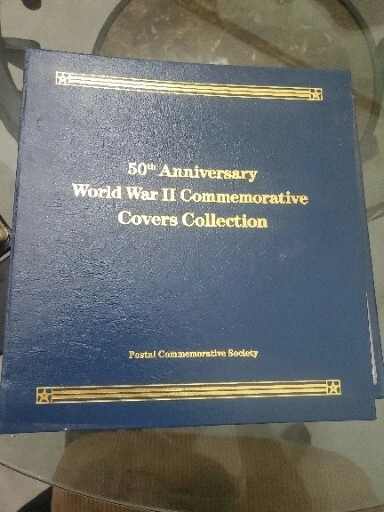 50th Anniversary
World War II Commemorative
Covers Collection
Postal Commemorative Society